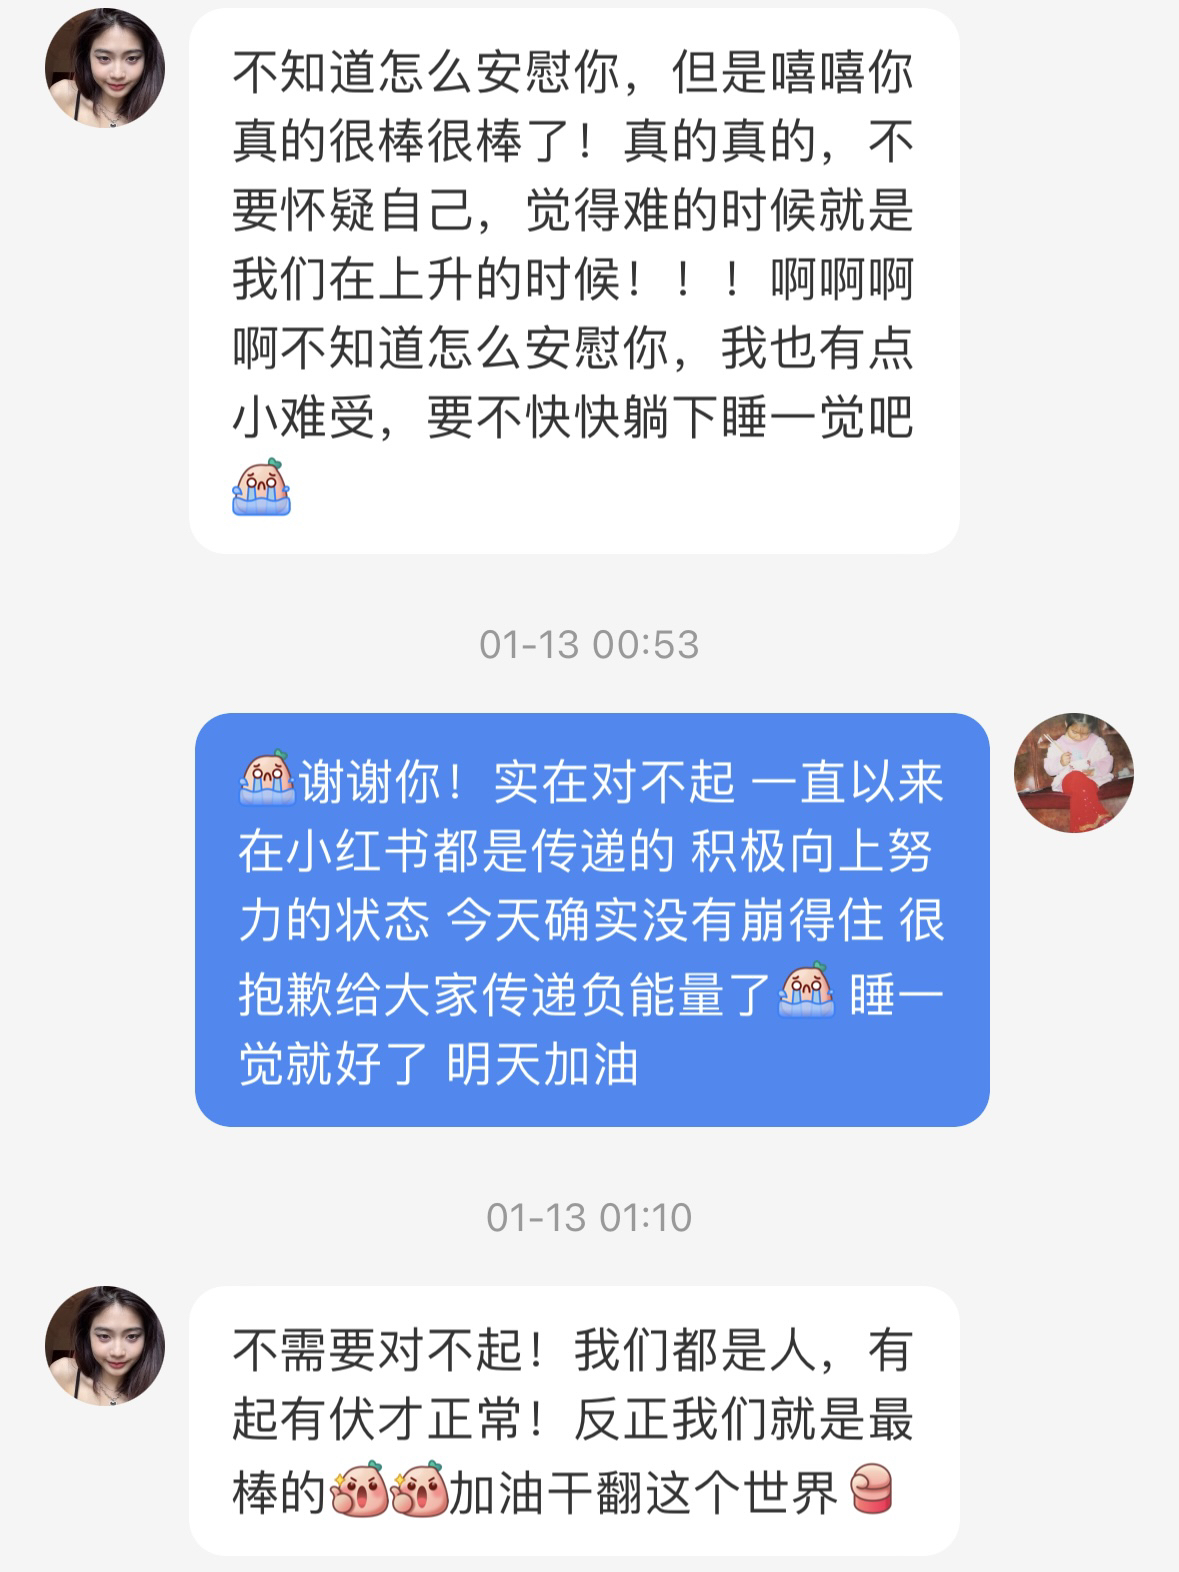 不知道怎么安慰你，但是嘻嘻你
真的很棒很棒了！真的真的，不
要怀疑自己，觉得难的时候就是
我们在上升的时候！！！啊啊啊
啊不知道怎么安慰你，我也有点
小难受，要不快快躺下睡一觉吧
01-13 00:53
谢谢你！实在对不起 一直以来
在小红书都是传递的 积极向上努
力的状态 今天确实没有崩得住 很
抱歉给大家传递负能量了 睡一
觉就好了 明天加油
01-13 01:10
不需要对不起！我们都是人，有
起有伏才正常！反正我们就是最
棒的加油干翻这个世界